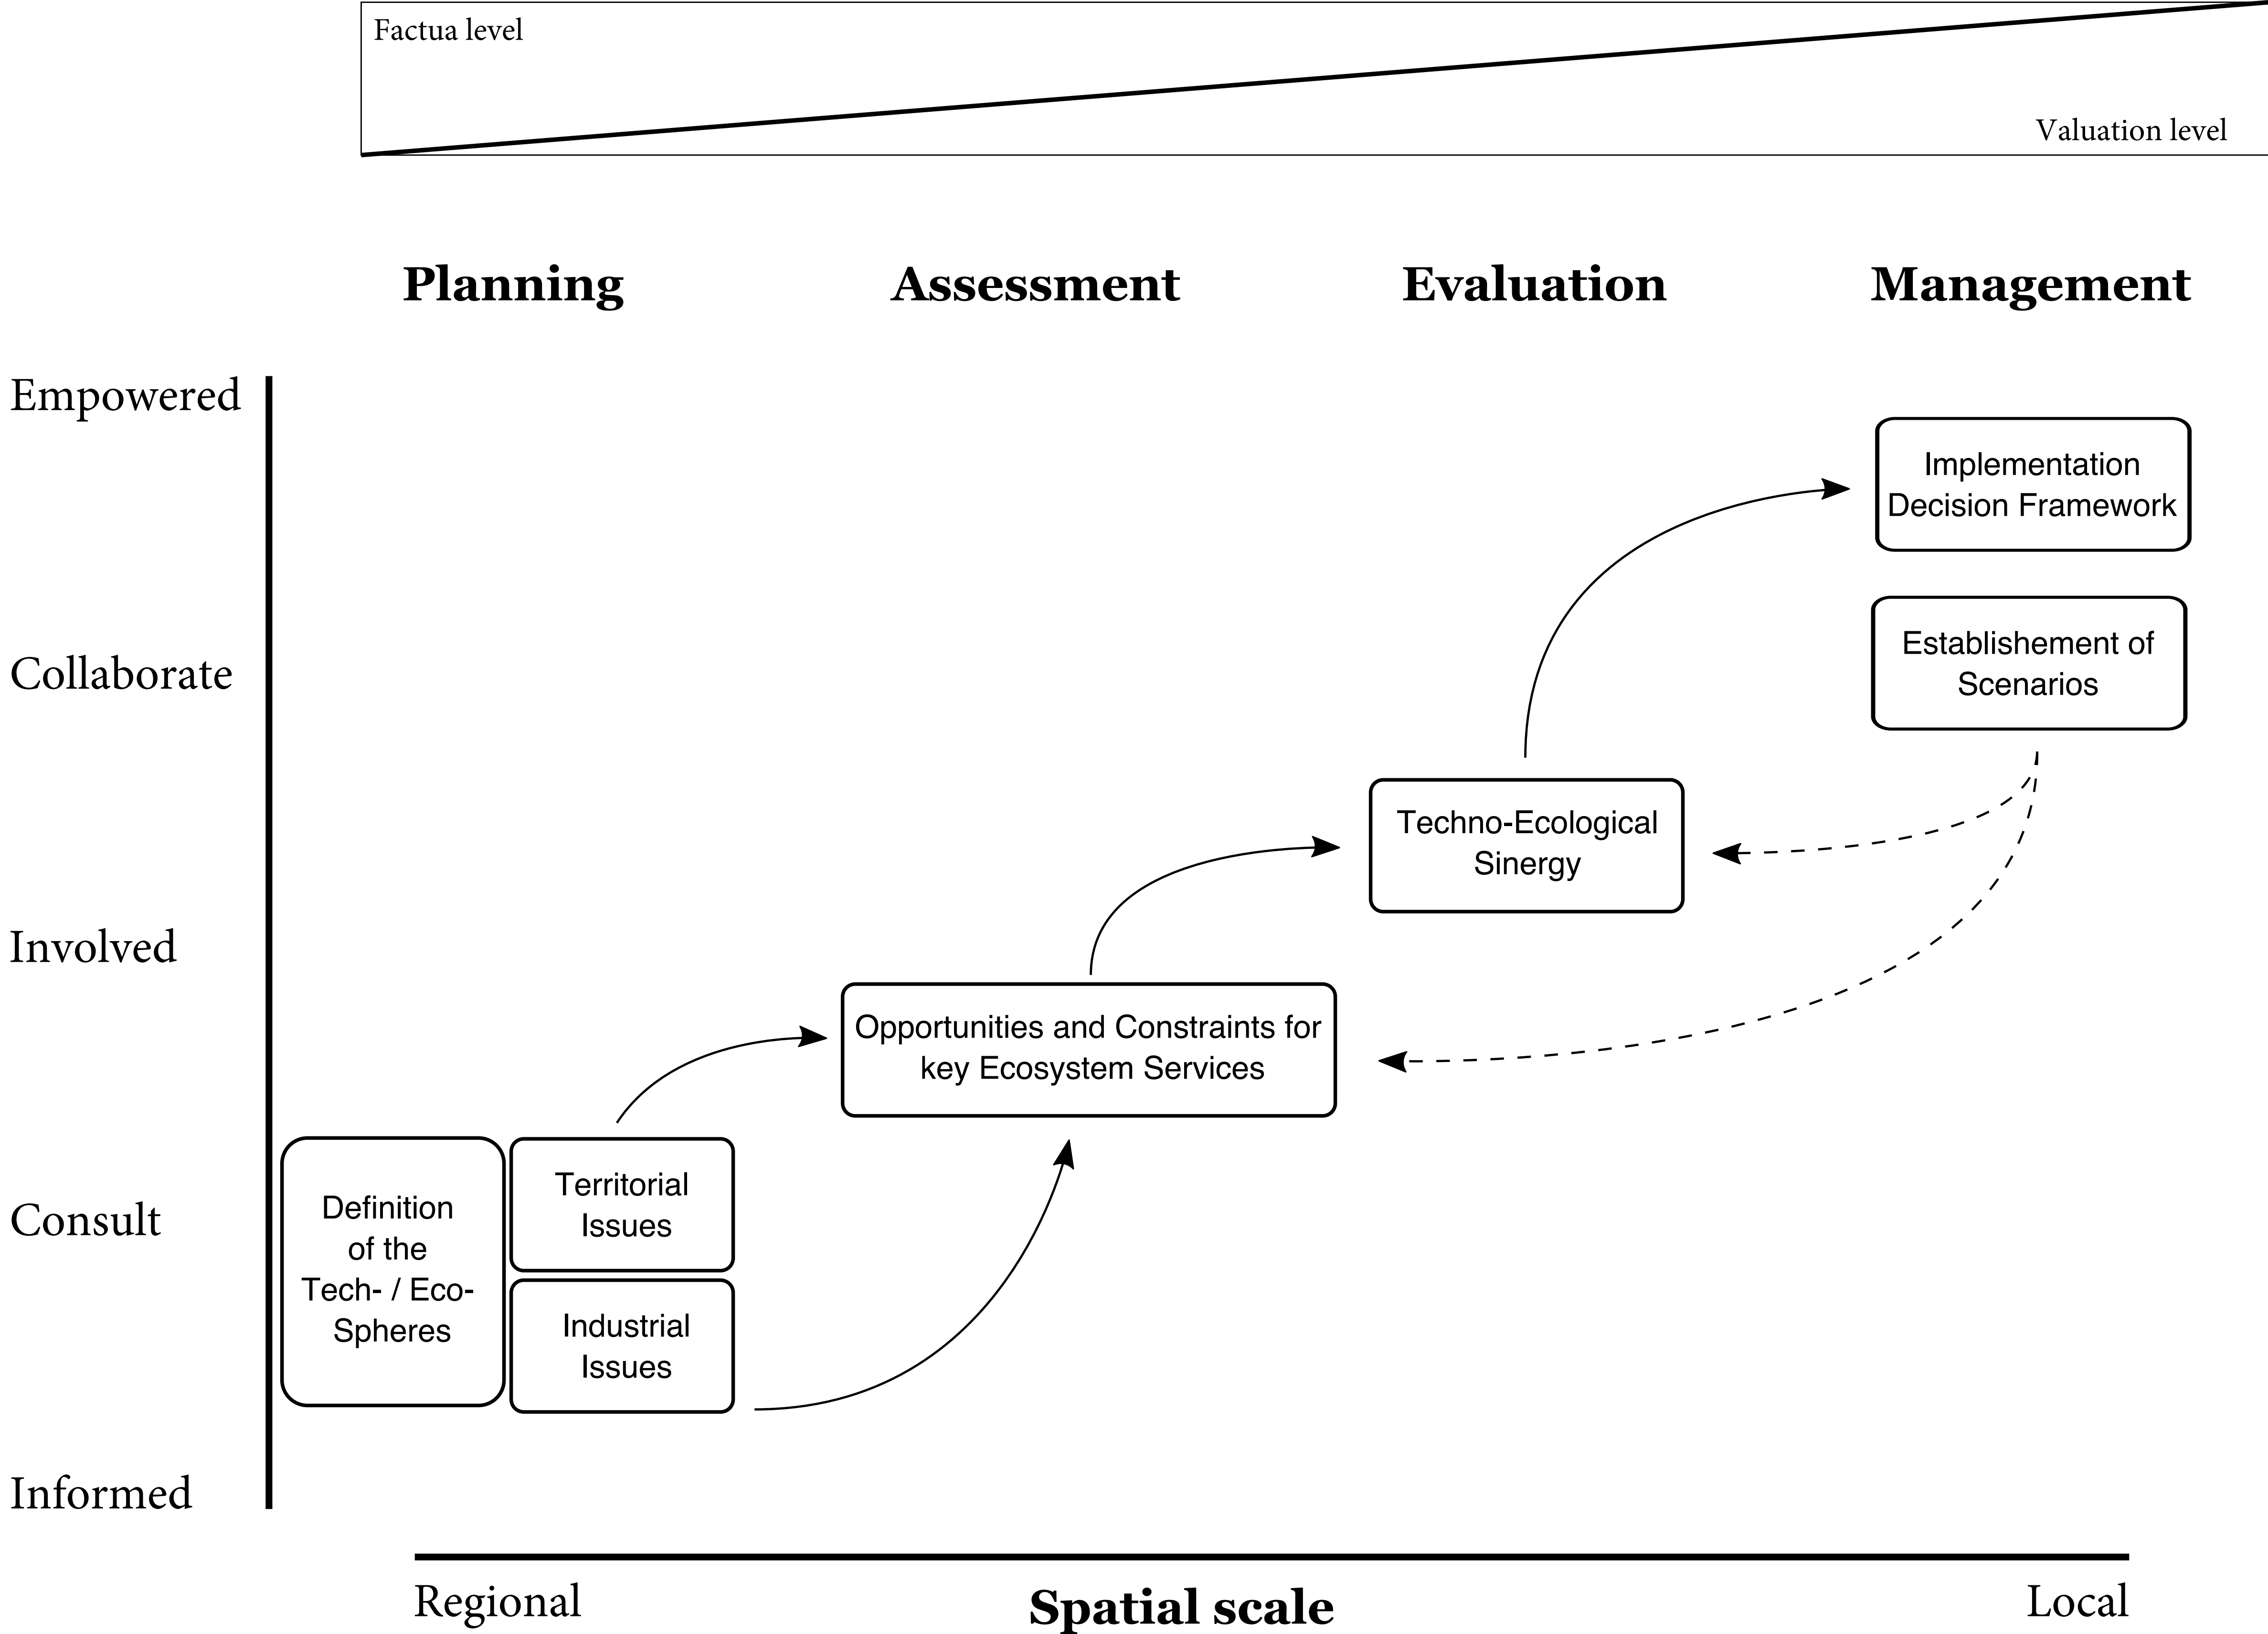 Factua level
Valuation level
Planning
Assessment
Evaluation
Management
Empowered
Collaborate
Involved
Consult
Informed
Implementation
Decision Framework
Establishement of
Scenarios
Techno-Ecological
Sinergy
Opportunities and Constraints for
key Ecosystem Services
Definition
of the
Tech- / Eco-
Spheres
Territorial
Issues
Industrial
Issues
Regional
Spatial scale
Local